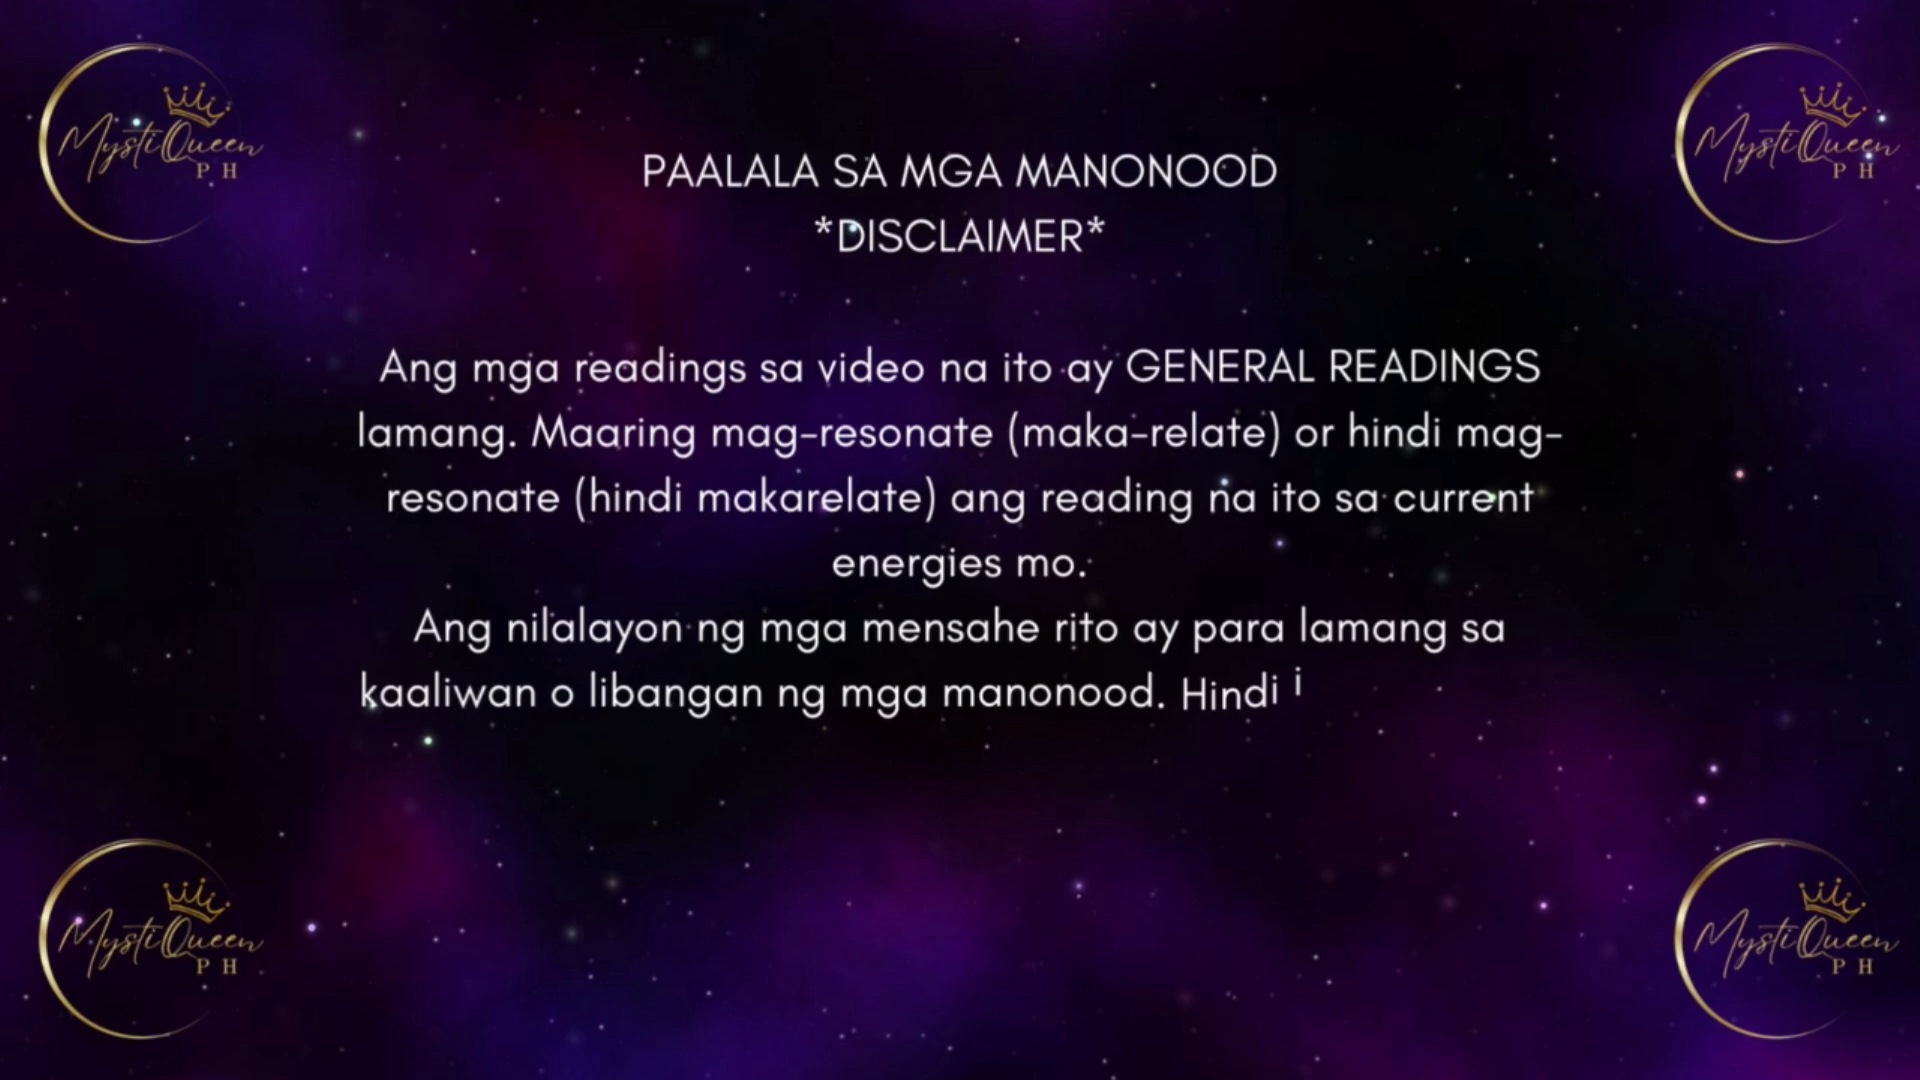 MystiQueen
PH
MystiQueen
PH
PAALALA SA MGA MANONOOD
*DISCLAIMER*
Ang mga readings sa video na ito ay GENERAL READINGS
lamang. Maaring mag-resonate (maka-relate) or hindi mag-
resonate (hindi makarelate) ang reading na ito sa current
energies mo.
Ang nilalayon ng mga mensahe rito ay para lamang sa
kaaliwan o libangan ng mga manonood. Hindi i
MystiQueen
PH
MystiQueen
PH